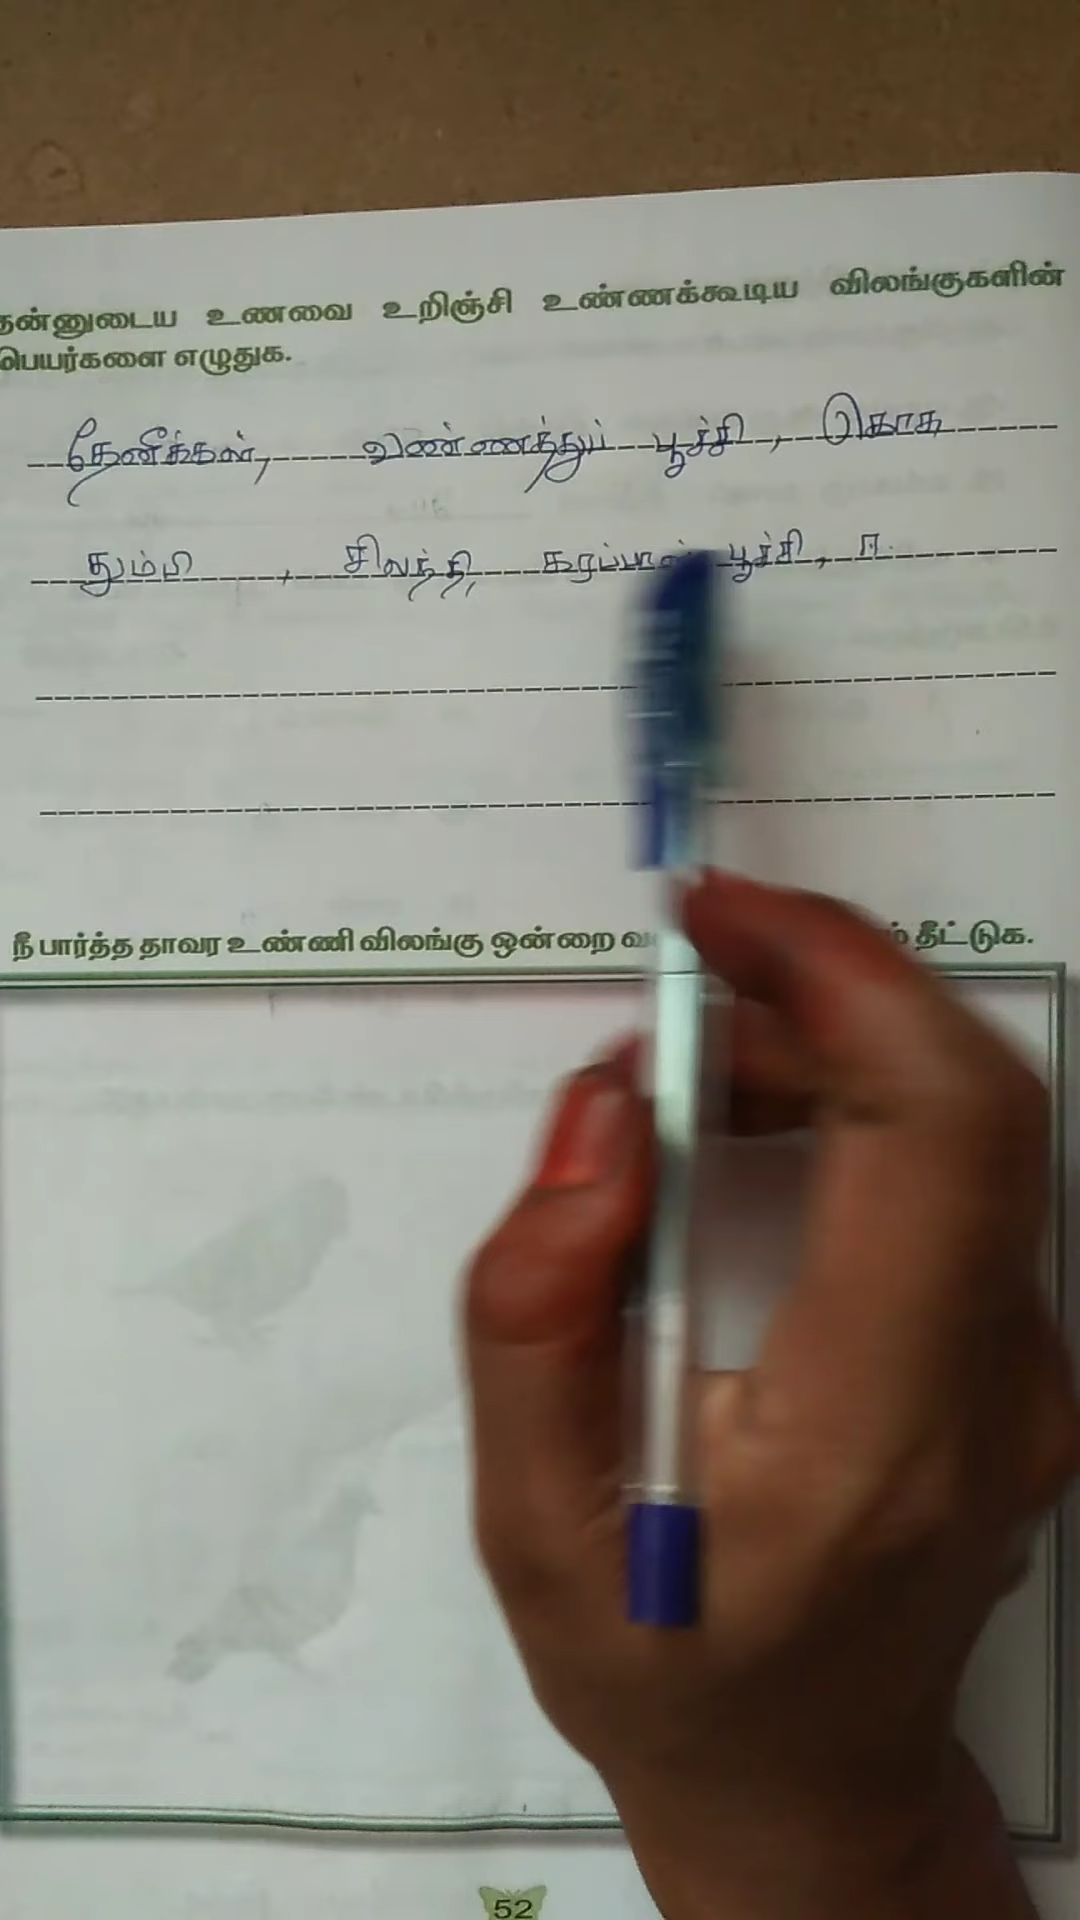 தன்னுடைய உணவை உறிஞ்சி உண்ணக்கூடிய விலங்குகளின்
பெயர்களை எழுதுக.
தேனீக்கள், வண்ணத்துப் பூச்சி,
தும்பி, சிலந்தி, கரப்பான் பூச்சி, ஈ.
நீ பார்த்த தாவர உண்ணி விலங்கு ஒன்றை தீட்டுக.
52